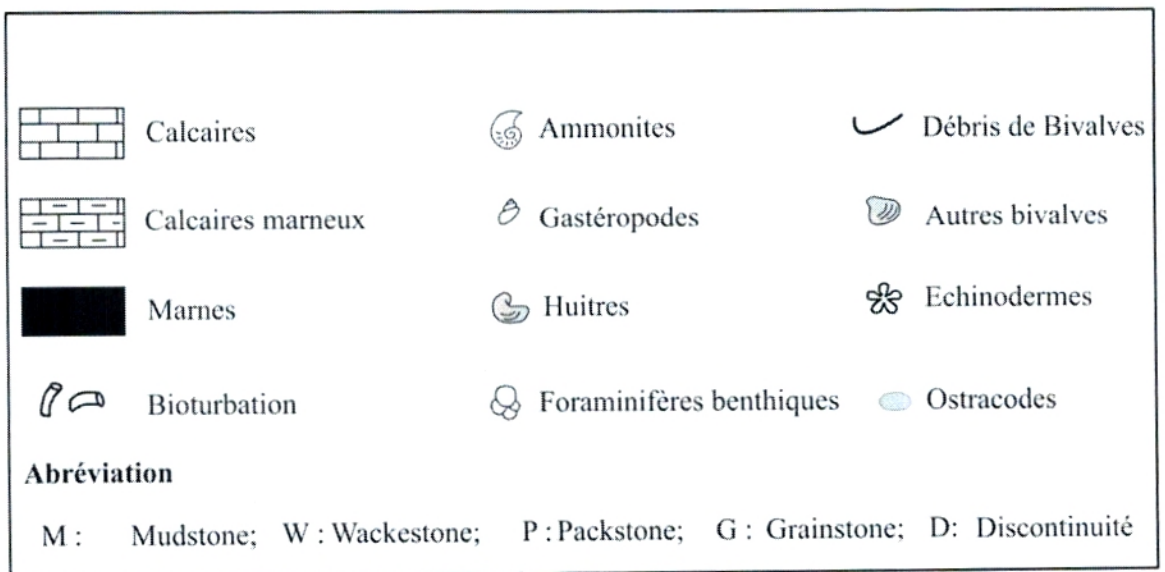 Calcaires Ammonites Débris de Bivalves
Calcaires marneux Gastéropodes Autres bivalves
Marnes Huitres Echinodermes
Bioturbation Foraminifères benthiques Ostracodes
Abréviation
M : Mudstone; W : Wackestone; P : Packstone; G : Grainstone; D: Discontinuité